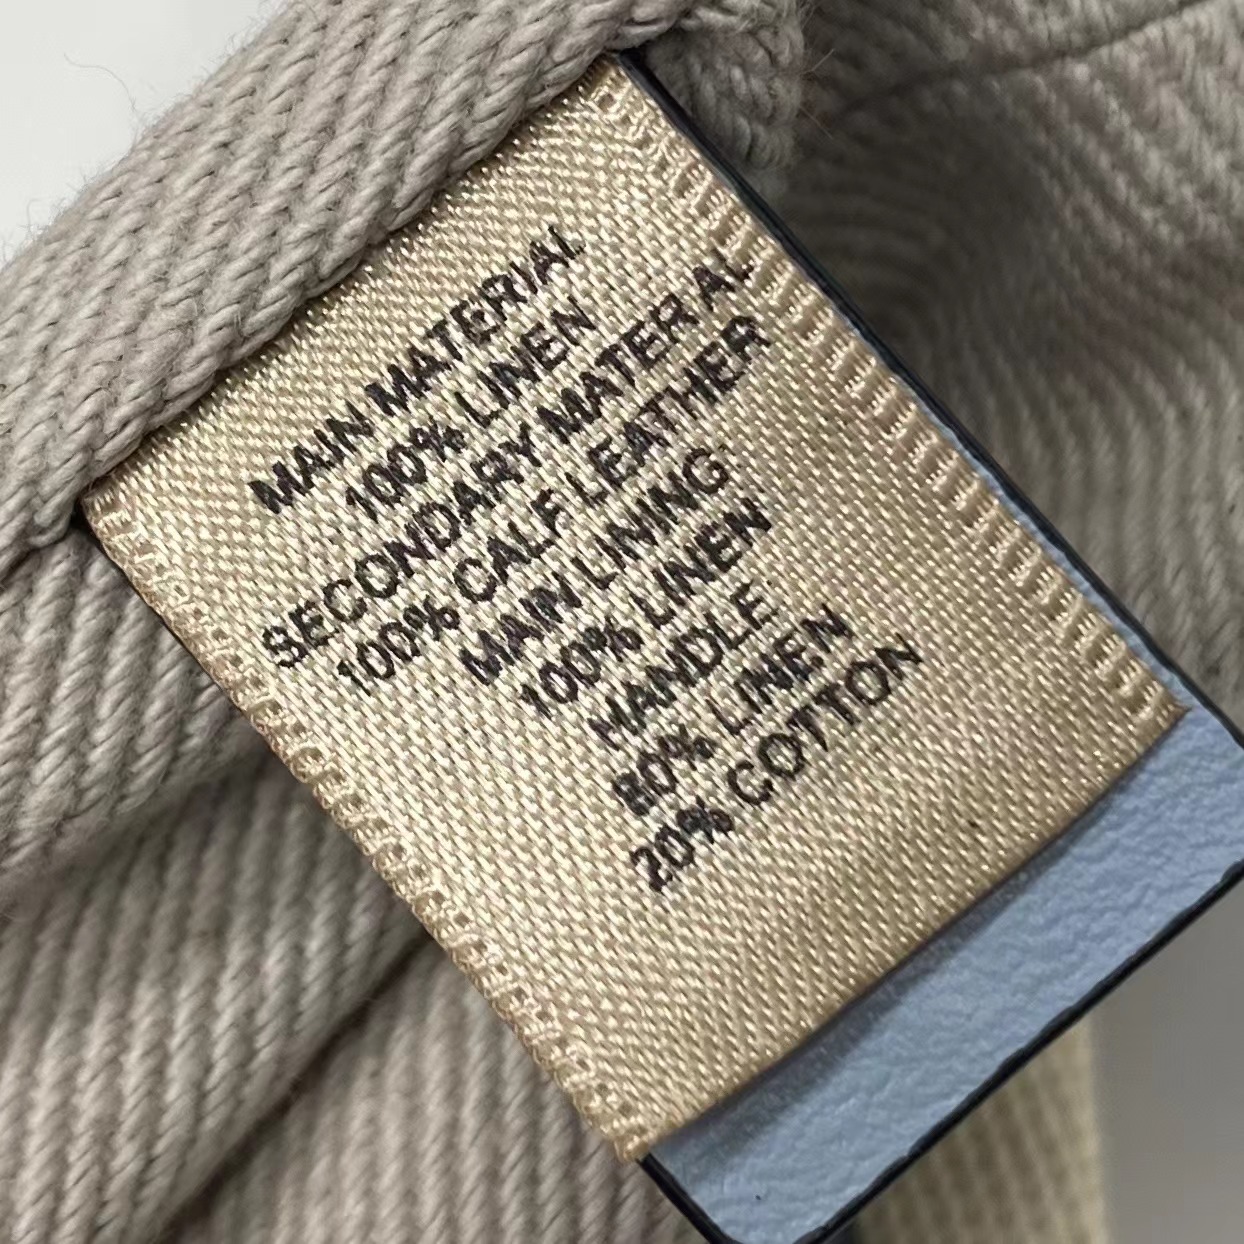 MAIN MATERIAL
100% LINEN
SECONDARY MATERIAL
100% CALF LEATHER
MAIN LINING:
100% LINEN
HANDLE:
80% LINEN
20% COTTON